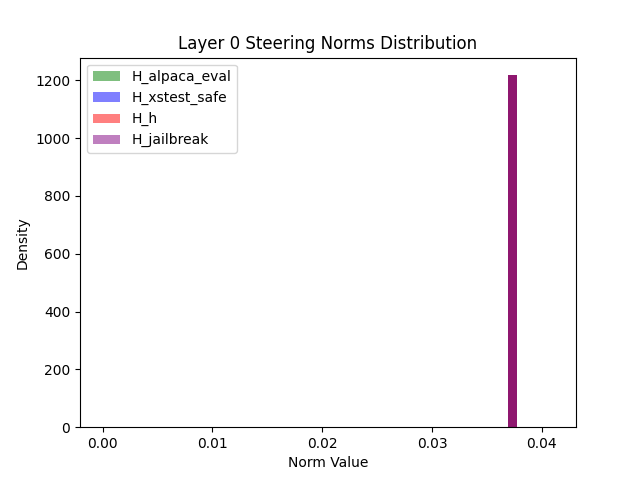 Layer 0 Steering Norms Distribution
H_alpaca_eval
H_xstest_safe
H_h
H_jailbreak
Density
1200
1000
800
600
400
200
0
0.00 0.01 0.02 0.03 0.04
Norm Value